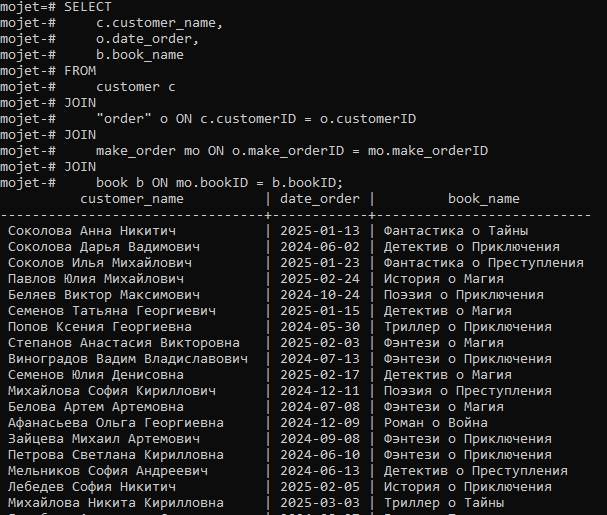 mojet=# SELECT
mojet-#     c.customer_name,
mojet-#     o.date_order,
mojet-#     b.book_name
mojet-# FROM
mojet-#     customer c
mojet-# JOIN
mojet-#     "order" o ON c.customerID = o.customerID
mojet-# JOIN
mojet-#     make_order mo ON o.make_orderID = mo.make_orderID
mojet-# JOIN
mojet-#     book b ON mo.bookID = b.bookID;
customer_name | date_order | book_name
Соколова Анна Никитич | 2025-01-13 | Фантастика о Тайны
Соколова Дарья Вадимович | 2024-06-02 | Детектив о Приключения
Соколов Илья Михайлович | 2025-01-23 | Фантастика о Преступления
Павлов Юлия Михайлович | 2025-02-24 | История о Магия
Беляев Виктор Максимович | 2024-10-24 | Поэзия о Приключения
Семенов Татьяна Георгиевич | 2025-01-15 | Детектив о Магия
Попов Ксения Георгиевна | 2024-05-30 | Триллер о Приключения
Степанов Анастасия Викторовна | 2025-02-03 | Фэнтези о Магия
Виноградов Вадим Владиславович | 2024-07-13 | Фэнтези о Приключения
Семенов Юлия Денисовна | 2025-02-17 | Детектив о Магия
Михайлова София Кириллович | 2024-12-11 | Поэзия о Преступления
Белова Артем Артемовна | 2024-07-08 | Фэнтези о Магия
Афанасьева Ольга Георгиевна | 2024-12-09 | Роман о Война
Зайцева Михаил Артемович | 2024-09-08 | Фэнтези о Приключения
Петрова Светлана Кирилловна | 2024-06-10 | Фэнтези о Приключения
Мельников София Андреевич | 2024-06-13 | Детектив о Преступления
Лебедев София Никитич | 2025-02-05 | История о Приключения
Михайлова Никита Кирилловна | 2025-03-03 | Триллер о Тайны